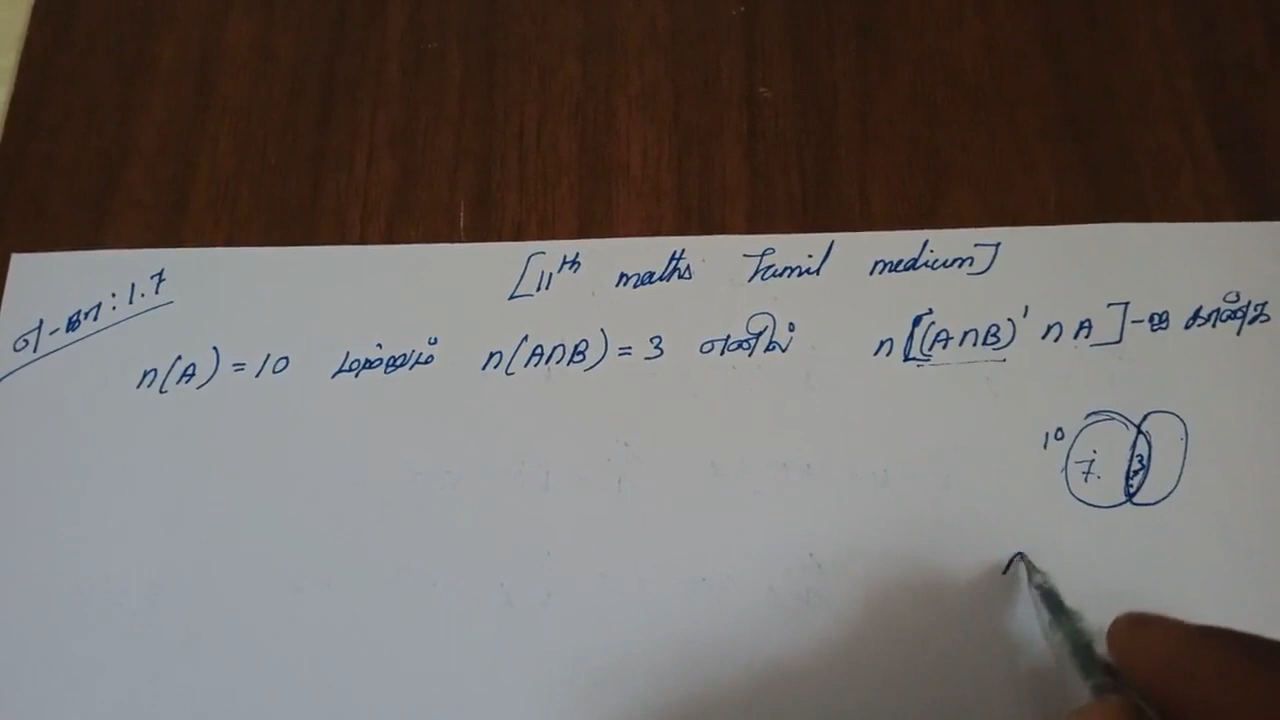 [11th maths Tamil medium]
எ-கா: 1.7
n(A) = 10 மற்றும் n(A∩B) = 3 எனில் n[(A∩B)' ∩ A] -ஐ காண்க
10 7 3